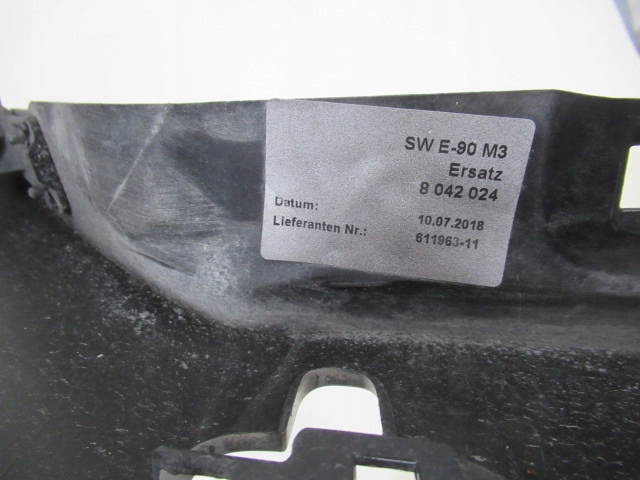 SW E-90 M3
Ersatz
8 042 024
Datum: 10.07.2018
Lieferanten Nr.: 611963-11